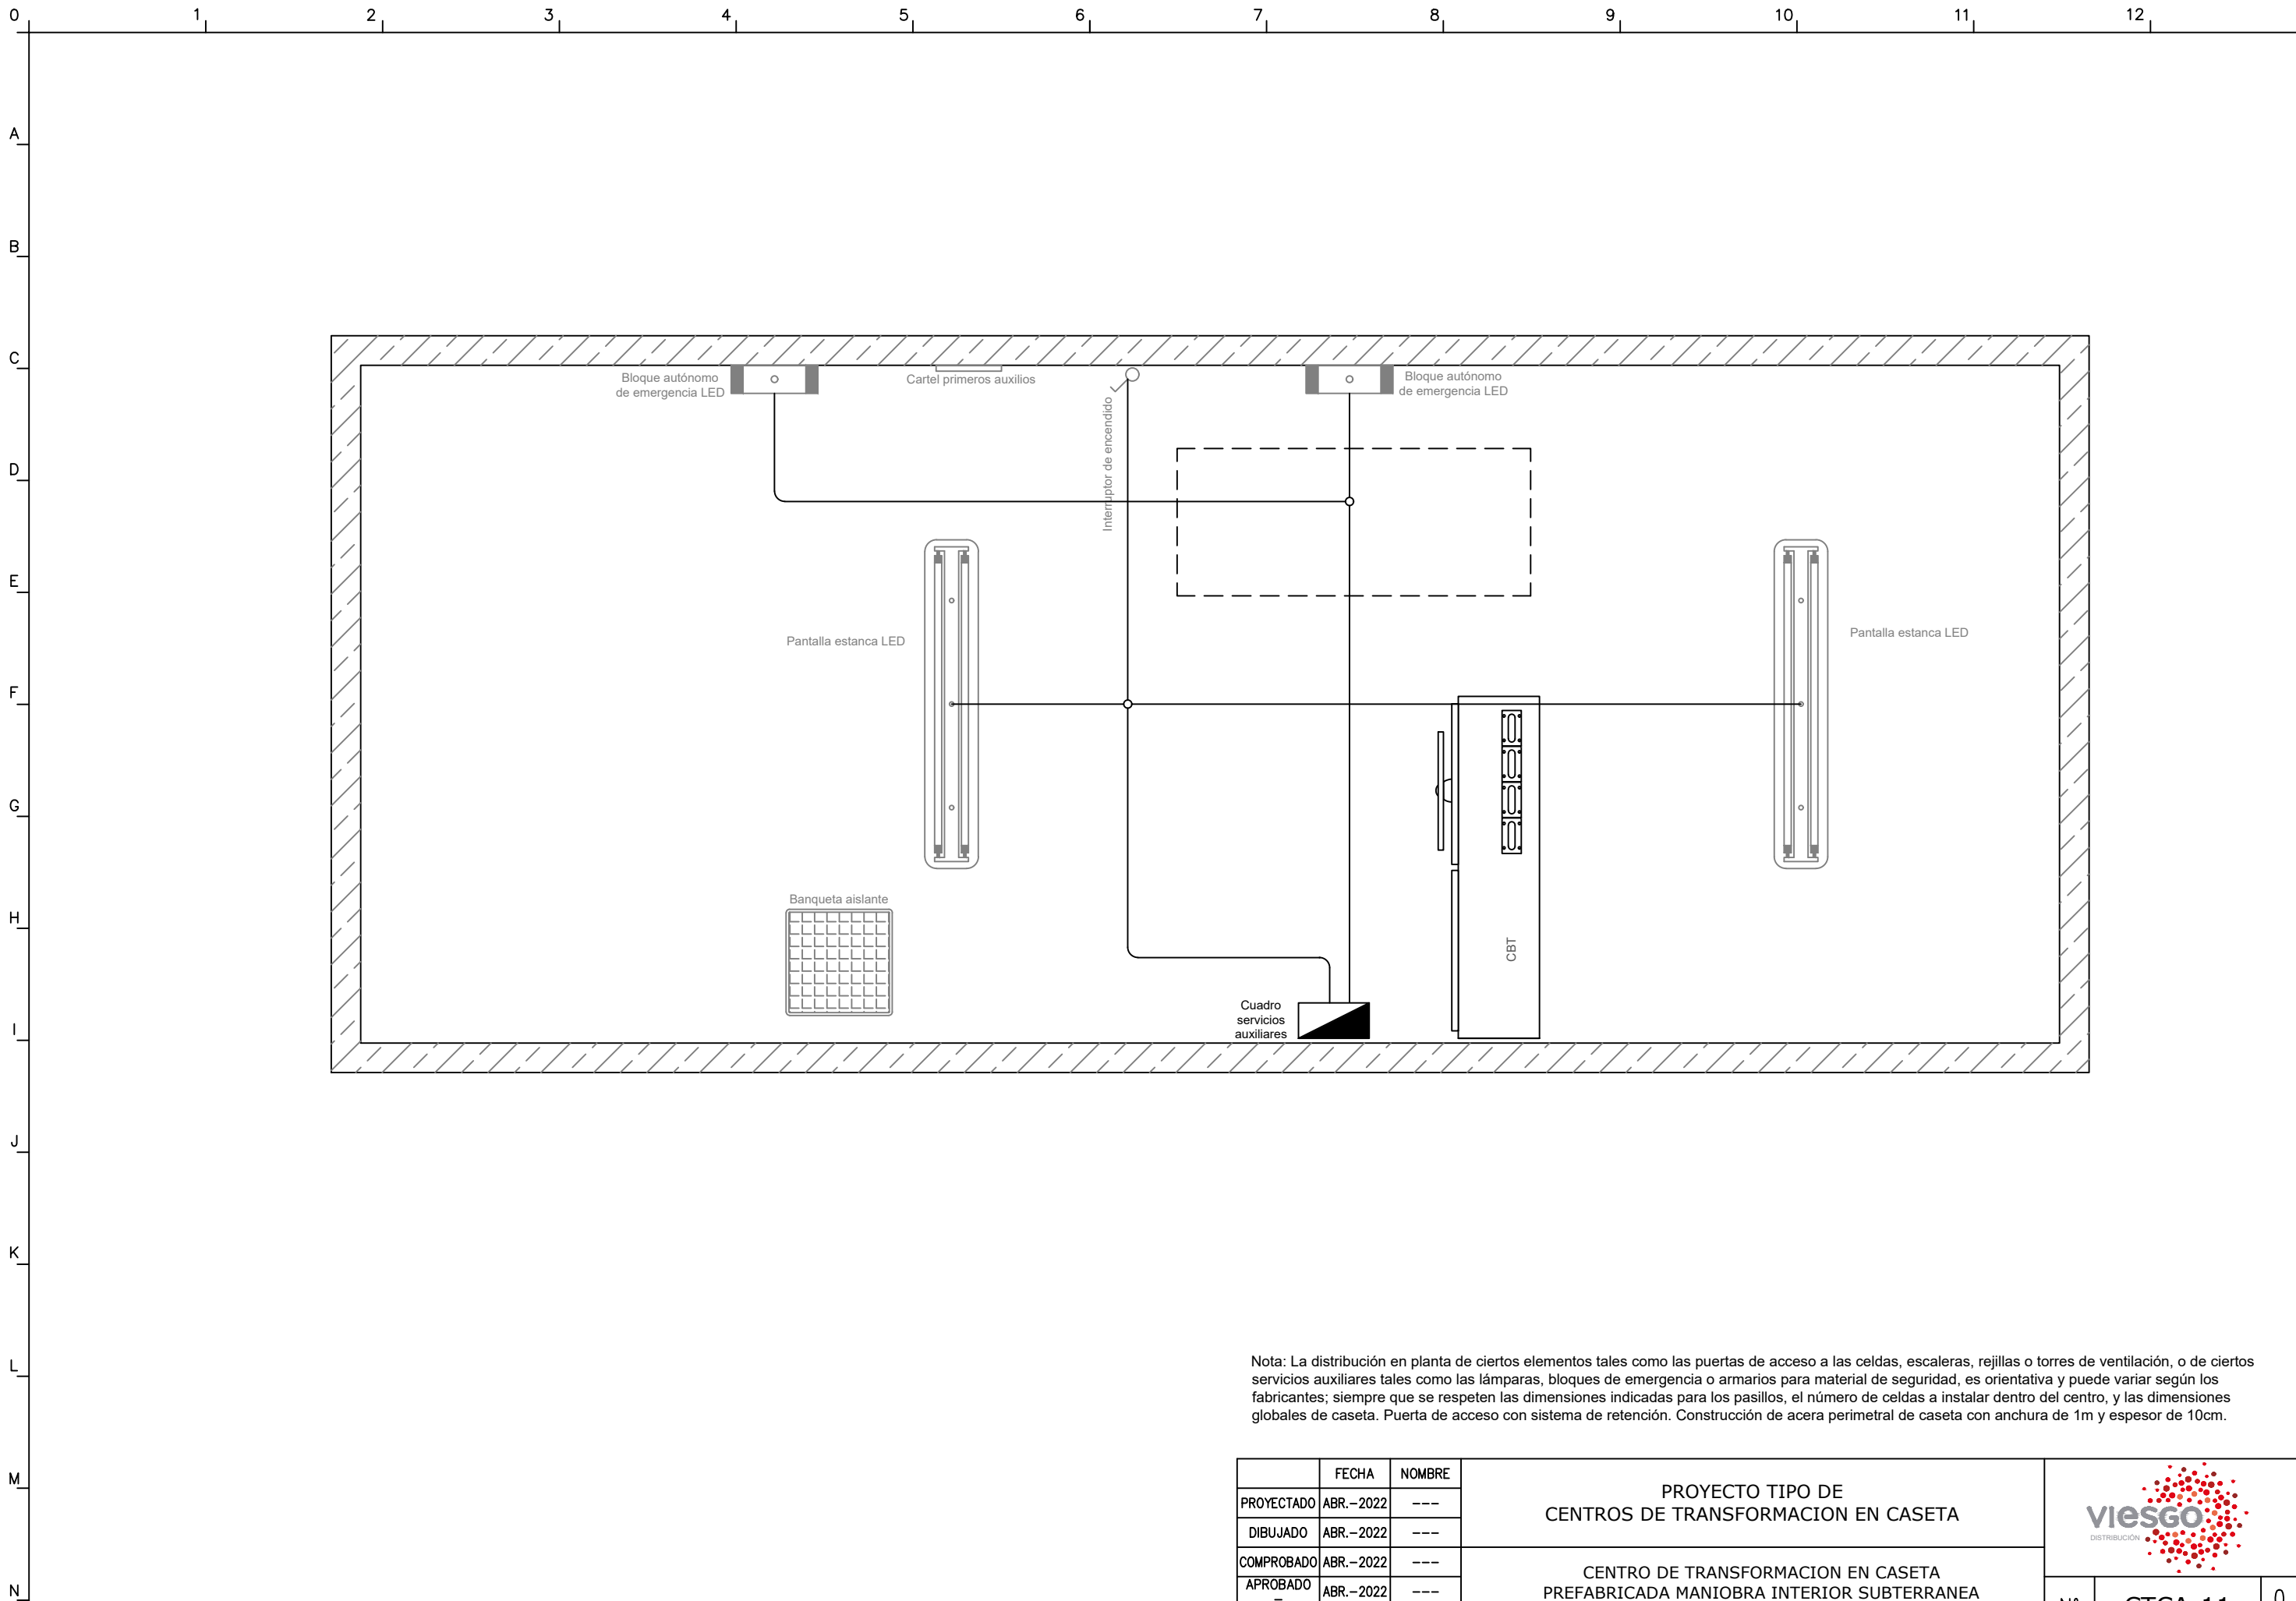 0 1 2 3 4 5 6 7 8 9 10 11 12
A
B
C
D
E
F
G
H
I
J
K
L
M
N
Bloque autónomo
de emergencia LED
Cartel primeros auxilios
Interruptor de encendido
Bloque autónomo
de emergencia LED
Pantalla estanca LED
Pantalla estanca LED
Banqueta aislante
CBT
Cuadro
servicios
auxiliares
Nota: La distribución en planta de ciertos elementos tales como las puertas de acceso a las celdas, escaleras, rejillas o torres de ventilación, o de ciertos
servicios auxiliares tales como las lámparas, bloques de emergencia o armarios para material de seguridad, es orientativa y puede variar según los
fabricantes; siempre que se respeten las dimensiones indicadas para los pasillos, el número de celdas a instalar dentro del centro, y las dimensiones
globales de caseta. Puerta de acceso con sistema de retención. Construcción de acera perimetral de caseta con anchura de 1m y espesor de 10cm.
FECHA NOMBRE
PROYECTADO ABR.-2022 ---
DIBUJADO ABR.-2022 ---
COMPROBADO ABR.-2022 ---
APROBADO ABR.-2022 ---
PROYECTO TIPO DE
CENTROS DE TRANSFORMACION EN CASETA
CENTRO DE TRANSFORMACION EN CASETA
PREFABRICADA MANIOBRA INTERIOR SUBTERRANEA
viesgo
DISTRIBUCIÓN